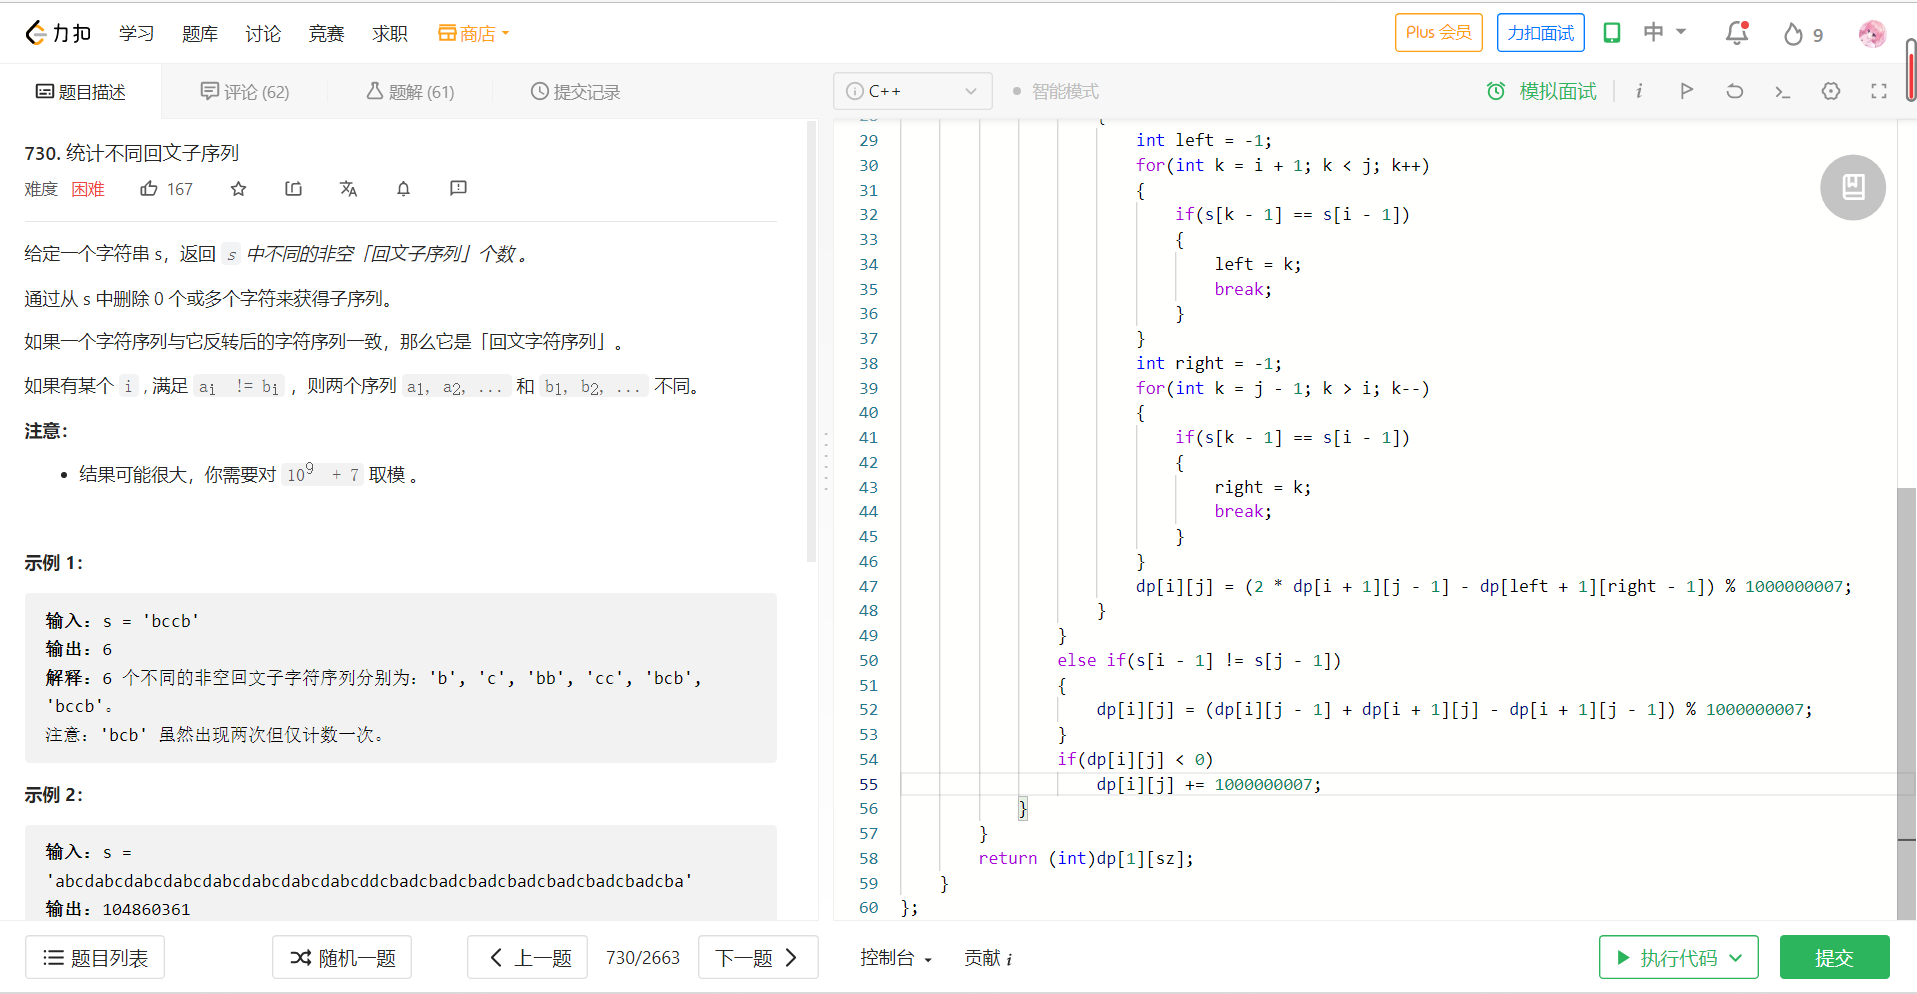 力扣 学习 题库 讨论 竞赛 求职 商店 Plus 会员 力扣面试 中 9
题目描述 评论 (62) 题解 (61) 提交记录
730. 统计不同回文子序列
难度 困难 167
给定一个字符串 s，返回 s 中不同的非空「回文子序列」个数 。
通过从 s 中删除 0 个或多个字符来获得子序列。
如果一个字符序列与它反转后的字符序列一致，那么它是「回文字符序列」。
如果有某个 i , 满足 ai != bi ，则两个序列 a1, a2, ... 和 b1, b2, ... 不同。
注意：
• 结果可能很大，你需要对 10^9 + 7 取模 。
示例 1：
输入：s = 'bccb'
输出：6
解释：6 个不同的非空回文子字符序列分别为：'b', 'c', 'bb', 'cc', 'bcb',
'bccb'。
注意：'bcb' 虽然出现两次但仅计数一次。
示例 2：
输入：s =
'abcdabcdabcdabcdabcdabcdabcdabcddcbadcbadcbadcbadcbadcbadcbadcba'
输出：104860361
题目列表 随机一题 上一题 730/2663 下一题
C++ 智能模式 模拟面试
28 {
29 int left = -1;
30 for(int k = i + 1; k < j; k++)
31 {
32 if(s[k - 1] == s[i - 1])
33 {
34 left = k;
35 break;
36 }
37 }
38 int right = -1;
39 for(int k = j - 1; k > i; k--)
40 {
41 if(s[k - 1] == s[i - 1])
42 {
43 right = k;
44 break;
45 }
46 }
47 dp[i][j] = (2 * dp[i + 1][j - 1] - dp[left + 1][right - 1]) % 1000000007;
48 }
49 }
50 else if(s[i - 1] != s[j - 1])
51 {
52 dp[i][j] = (dp[i][j - 1] + dp[i + 1][j] - dp[i + 1][j - 1]) % 1000000007;
53 }
54 if(dp[i][j] < 0)
55 dp[i][j] += 1000000007;
56 }
57 }
58 return (int)dp[1][sz];
59 }
60 };
控制台 贡献 i 执行代码 提交